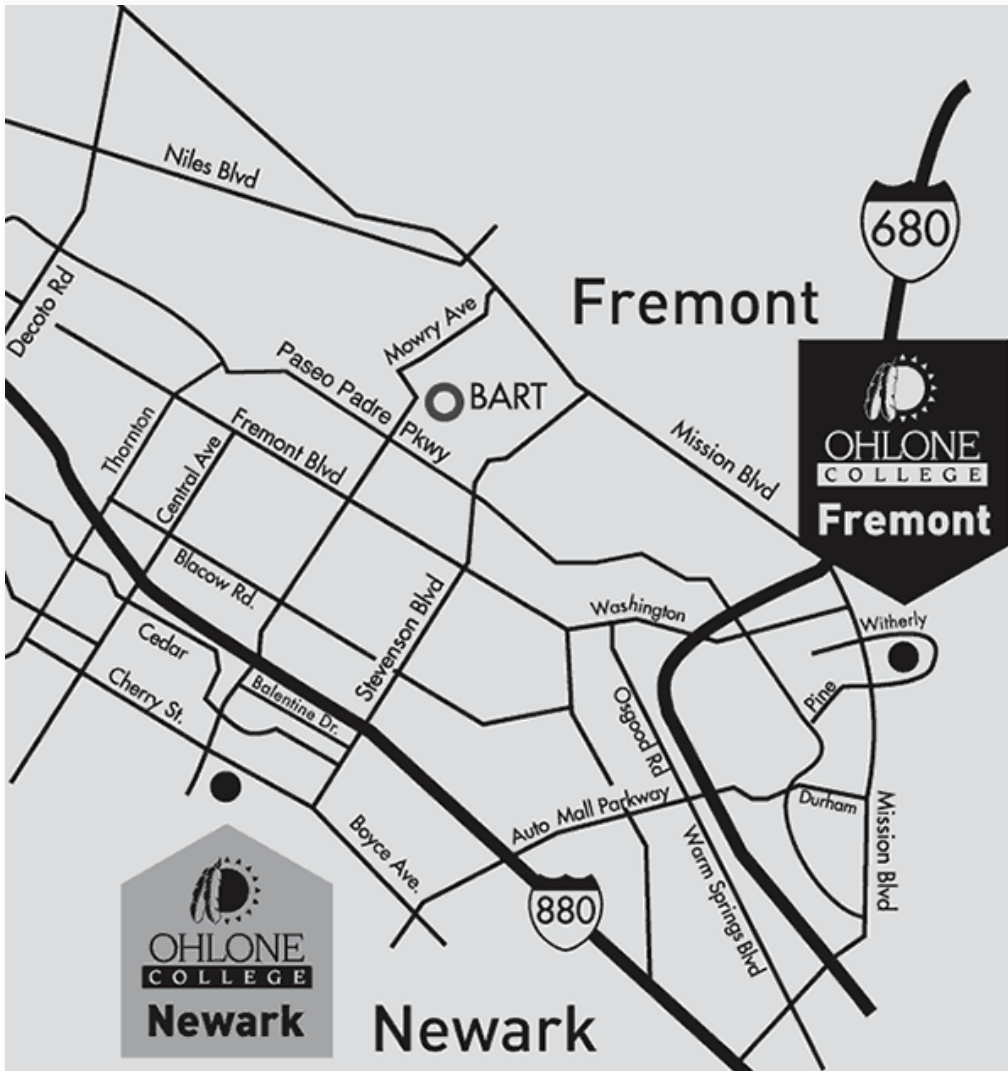 Niles Blvd
680
Fremont
Decoto Rd
Mowry Ave
Paseo Padre
Pkwy
BART
Mission Blvd
OHLONE
COLLEGE
Fremont
Thornton
Central Ave
Fremont Blvd
Blacow Rd.
Stevenson Blvd
Washington
Witherly
Pine
Cedar
Cherry St.
Balentine Dr.
Osgood Rd
Auto Mall Parkway
Durham
Mission Blvd
Boyce Ave.
Warm Springs Blvd
880
OHLONE
COLLEGE
Newark
Newark